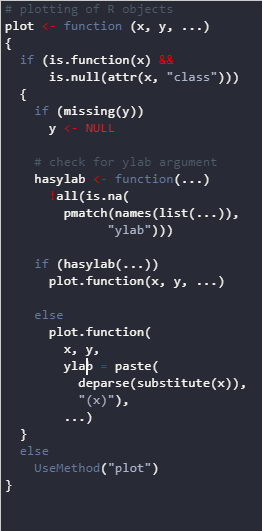 # plotting of R objects
plot <- function (x, y, ...)
{
  if (is.function(x) &&
      is.null(attr(x, "class")))
  {
    if (missing(y))
      y <- NULL

    # check for ylab argument
    hasylab <- function(...)
      !all(is.na(
        pmatch(names(list(...)),
              "ylab")))

    if (hasylab(...))
      plot.function(x, y, ...)

    else
      plot.function(
        x, y,
        ylab = paste(
          deparse(substitute(x)),
          "(x)"),
        ...)
  }
  else
    UseMethod("plot")
}